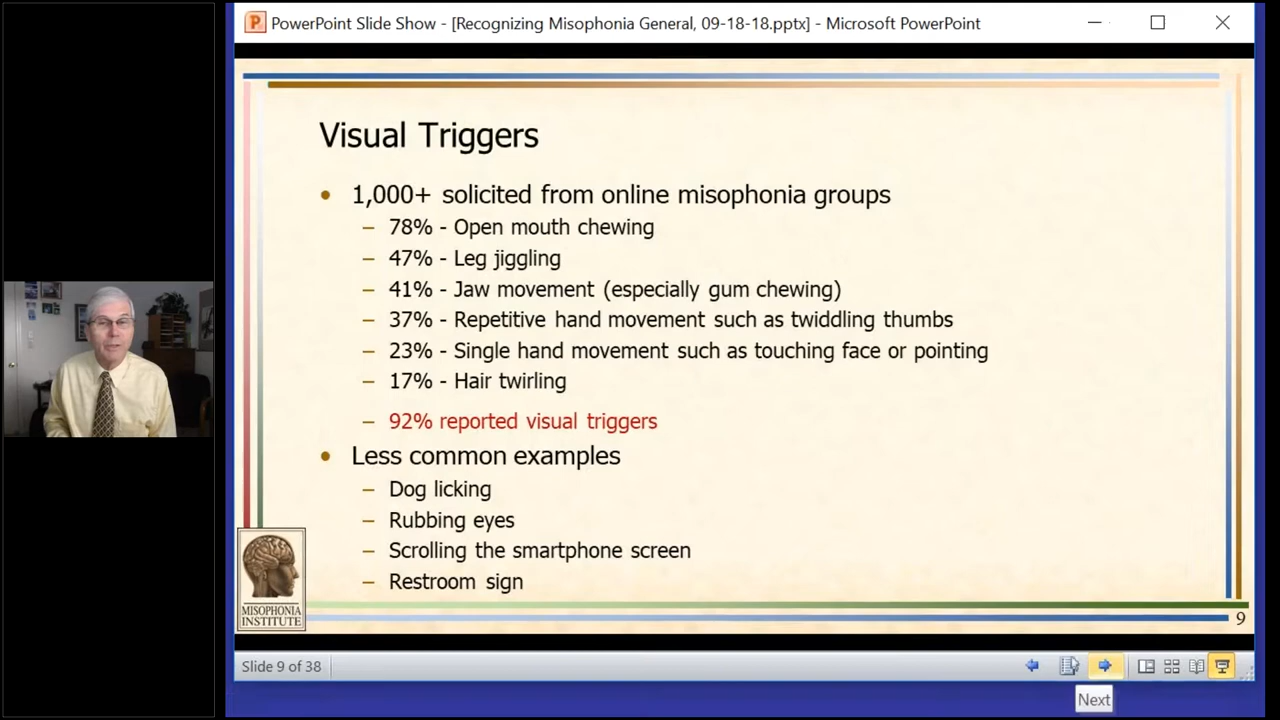 PowerPoint Slide Show - [Recognizing Misophonia General, 09-18-18.pptx] - Microsoft PowerPoint
Visual Triggers
• 1,000+ solicited from online misophonia groups
– 78% - Open mouth chewing
– 47% - Leg jiggling
– 41% - Jaw movement (especially gum chewing)
– 37% - Repetitive hand movement such as twiddling thumbs
– 23% - Single hand movement such as touching face or pointing
– 17% - Hair twirling
– 92% reported visual triggers
• Less common examples
– Dog licking
– Rubbing eyes
– Scrolling the smartphone screen
– Restroom sign
MISOPHONIA
INSTITUTE
9
Slide 9 of 38
Next